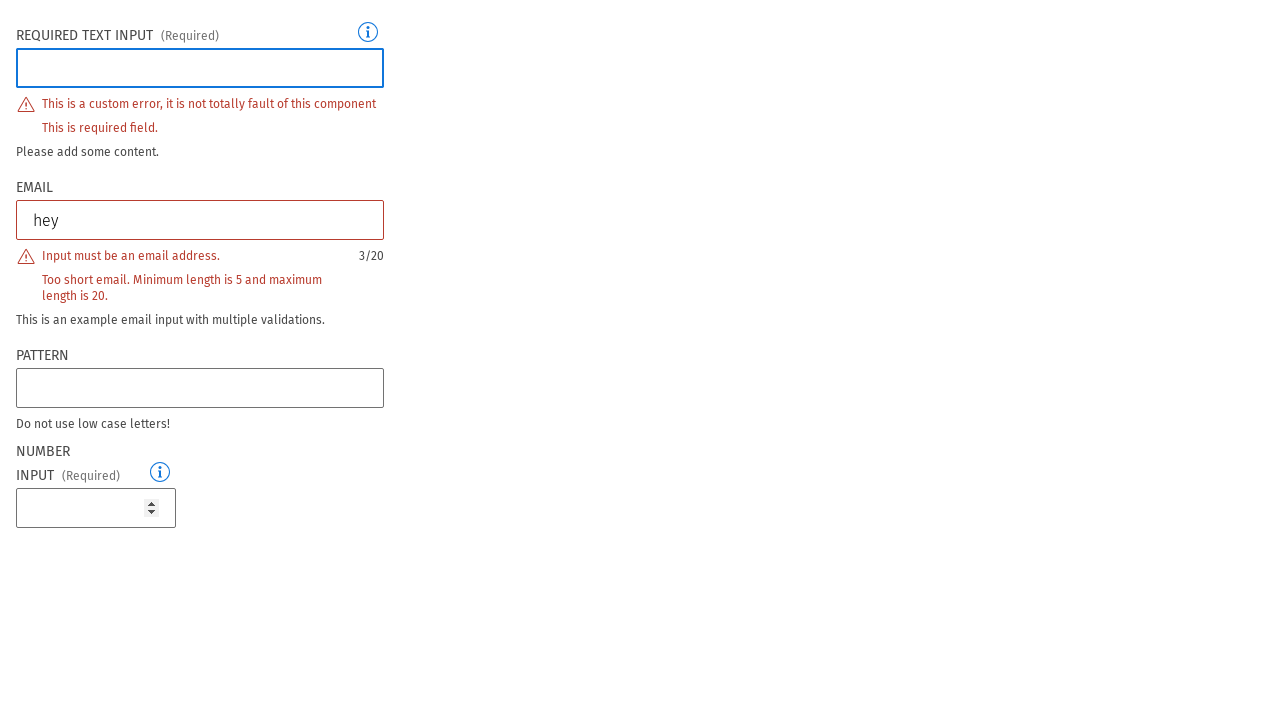 REQUIRED TEXT INPUT (Required)
This is a custom error, it is not totally fault of this component
This is required field.
Please add some content.
EMAIL
hey
Input must be an email address. 3/20
Too short email. Minimum length is 5 and maximum
length is 20.
This is an example email input with multiple validations.
PATTERN
Do not use low case letters!
NUMBER
INPUT (Required)